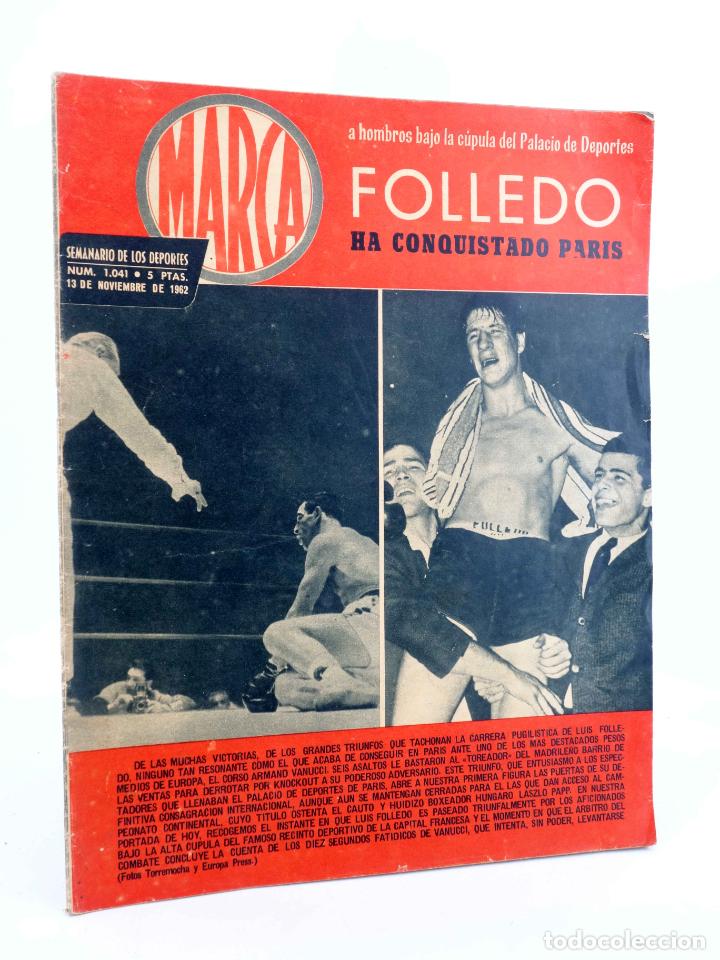 MARCA
a hombros bajo la cúpula del Palacio de Deportes
FOLLEDO
HA CONQUISTADO PARIS
SEMANARIO DE LOS DEPORTES
NUM. 1.041 • 5 PTAS.
13 DE NOVIEMBRE DE 1962
FOLLEDO
DE LAS MUCHAS VICTORIAS, DE LOS GRANDES TRIUNFOS QUE TACHONAN LA CARRERA PUGILISTICA DE LUIS FOLLE-
DO, NINGUNO TAN RESONANTE COMO EL QUE ACABA DE CONSEGUIR EN PARIS ANTE UNO DE LOS MAS DESTACADOS PESOS
MEDIOS DE EUROPA, EL CORSO ARMAND VANUCCI. SEIS ASALTOS LE BASTARON AL «TOREADOR» DEL MADRILEÑO BARRIO DE
LAS VENTAS PARA DERROTAR POR KNOCKOUT A SU PODEROSO ADVERSARIO. ESTE TRIUNFO, QUE ENTUSIASMO A LOS ESPEC-
TADORES QUE LLENABAN EL PALACIO DE DEPORTES DE PARIS, ABRE A NUESTRA PRIMERA FIGURA LAS PUERTAS DE SU DE-
FINITIVA CONSAGRACION INTERNACIONAL, AUNQUE AUN SE MANTENGAN CERRADAS PARA EL LAS QUE DAN ACCESO AL CAM-
PEONATO CONTINENTAL, CUYO TITULO OSTENTA EL CAUTO Y HUIDIZO BOXEADOR HUNGARO LASZLO PAPP. EN NUESTRA
PORTADA DE HOY, RECOGEMOS EL INSTANTE EN QUE LUIS FOLLEDO ES PASEADO TRIUNFALMENTE POR LOS AFICIONADOS
BAJO LA ALTA CUPULA DEL FAMOSO RECINTO DEPORTIVO DE LA CAPITAL FRANCESA Y EL MOMENTO EN QUE EL ARBITRO DEL
COMBATE CONCLUYE LA CUENTA DE LOS DIEZ SEGUNDOS FATIDICOS DE VANUCCI, QUE INTENTA, SIN PODER, LEVANTARSE
(Fotos Torremocha y Europa Press.)
todocoleccion